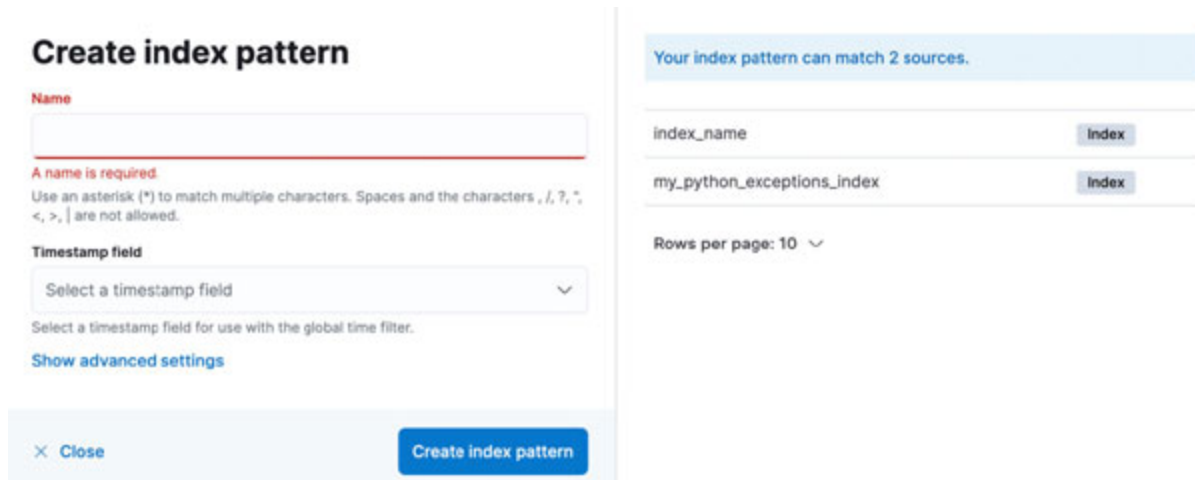 Create index pattern
Name
A name is required.
Use an asterisk (*) to match multiple characters. Spaces and the characters , /, ?, ",
<, >, | are not allowed.
Timestamp field
Select a timestamp field
Select a timestamp field for use with the global time filter.
Show advanced settings
× Close
Create index pattern
Your index pattern can match 2 sources.
index_name Index
my_python_exceptions_index Index
Rows per page: 10